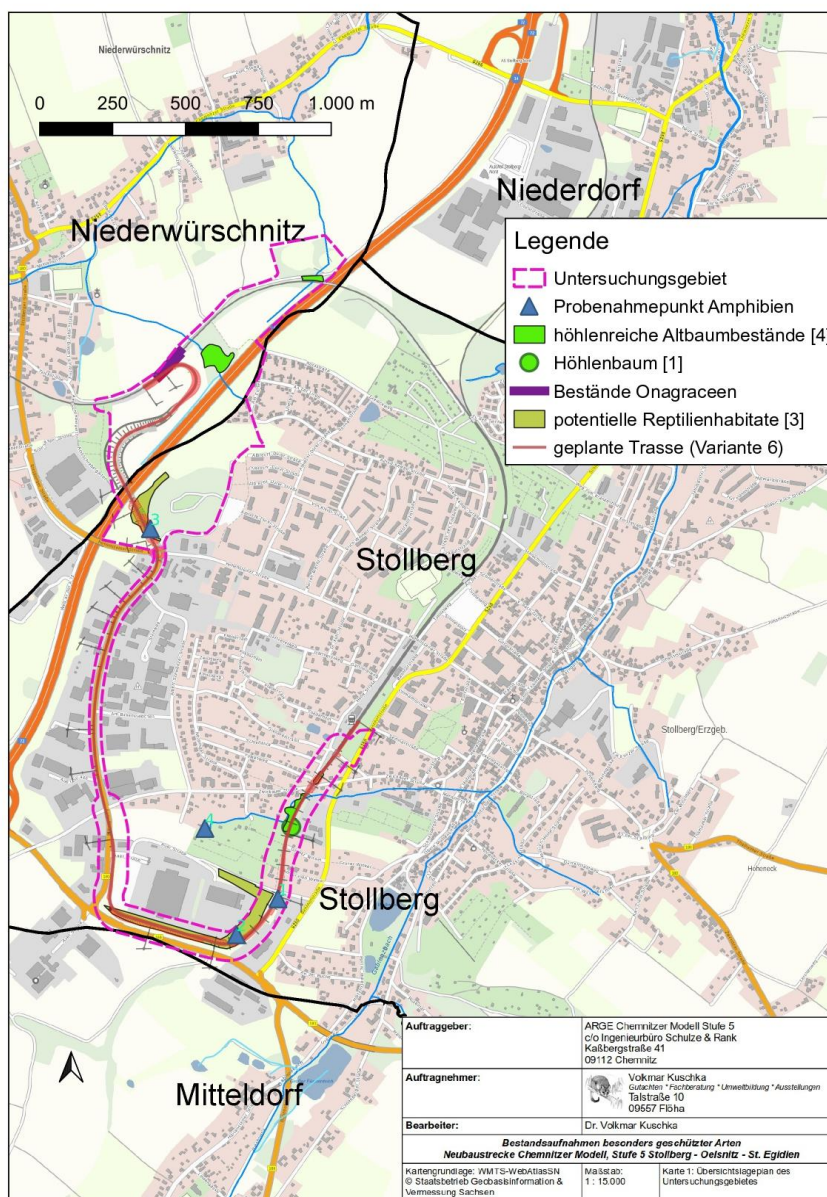 Niederwürschnitz
0 250 500 750 1.000 m
Niederdorf
Niederwürschnitz
Legende
Untersuchungsgebiet
Probenahmepunkt Amphibien
höhlenreiche Altbaumbestände [4]
Höhlenbaum [1]
Bestände Onagraceen
potentielle Reptilienhabitate [3]
geplante Trasse (Variante 6)
3
Stollberg
Stollberg/Erzgeb.
Hoheneck
4
Stollberg
Mitteldorf
Auftraggeber:
ARGE Chemnitzer Modell Stufe 5
c/o Ingenieurbüro Schulze & Rank
Kaßbergstraße 41
09112 Chemnitz
Auftragnehmer:
Volkmar Kuschka
Gutachten * Fachberatung * Umweltbildung * Ausstellungen
Talstraße 10
09557 Flöha
Bearbeiter:
Dr. Volkmar Kuschka
Bestandsaufnahmen besonders geschützter Arten
Neubaustrecke Chemnitzer Modell, Stufe 5 Stollberg - Oelsnitz - St. Egidien
Kartengrundlage: WMTS-WebAtlasSN
© Staatsbetrieb Geobasisinformation &
Vermessung Sachsen
Maßstab:
1 : 15.000
Karte 1: Übersichtslageplan des
Untersuchungsgebietes